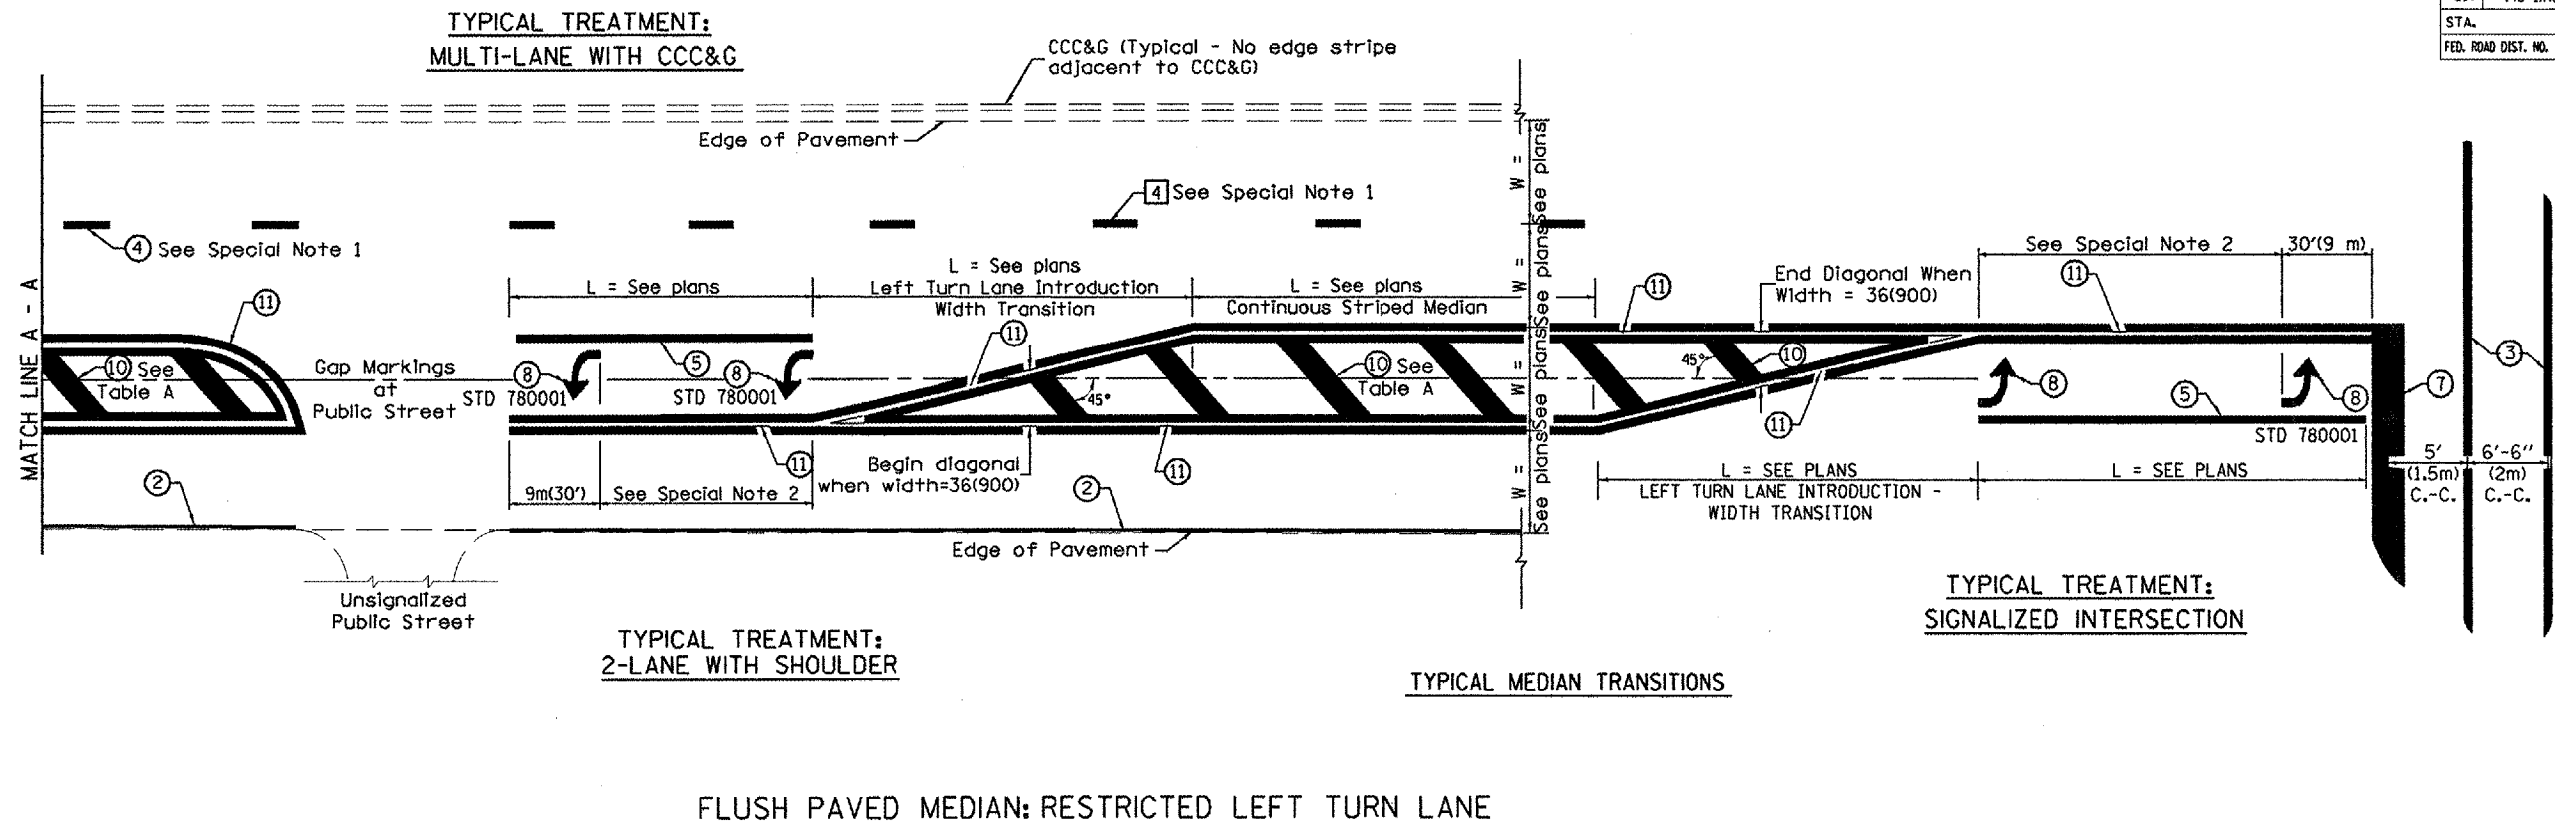 TYPICAL TREATMENT:
MULTI-LANE WITH CCC&G
CCC&G (Typical - No edge stripe
adjacent to CCC&G)
STA.
FED. ROAD DIST. NO.
Edge of Pavement
4 See Special Note 1
4 See Special Note 1
W = See plans
W = See plans
W = See plans
W = See plans
MATCH LINE A - A
11
10 See
Table A
Gap Markings
at
Public Street
L = See plans
L = See plans
Left Turn Lane Introduction
Width Transition
L = See plans
Continuous Striped Median
11
End Diagonal When
Width = 36(900)
See Special Note 2
30'(9 m)
11
8
STD 780001
5
8
STD 780001
11
45°
10 See
Table A
45°
10
8
5
8
STD 780001
7
3
2
9m(30')
See Special Note 2
11
Begin diagonal
when width=36(900)
11
2
11
L = SEE PLANS
LEFT TURN LANE INTRODUCTION -
WIDTH TRANSITION
L = SEE PLANS
5'
(1.5m)
C.-C.
6'-6"
(2m)
C.-C.
Edge of Pavement
Unsignalized
Public Street
TYPICAL TREATMENT:
2-LANE WITH SHOULDER
TYPICAL TREATMENT:
SIGNALIZED INTERSECTION
TYPICAL MEDIAN TRANSITIONS
FLUSH PAVED MEDIAN: RESTRICTED LEFT TURN LANE